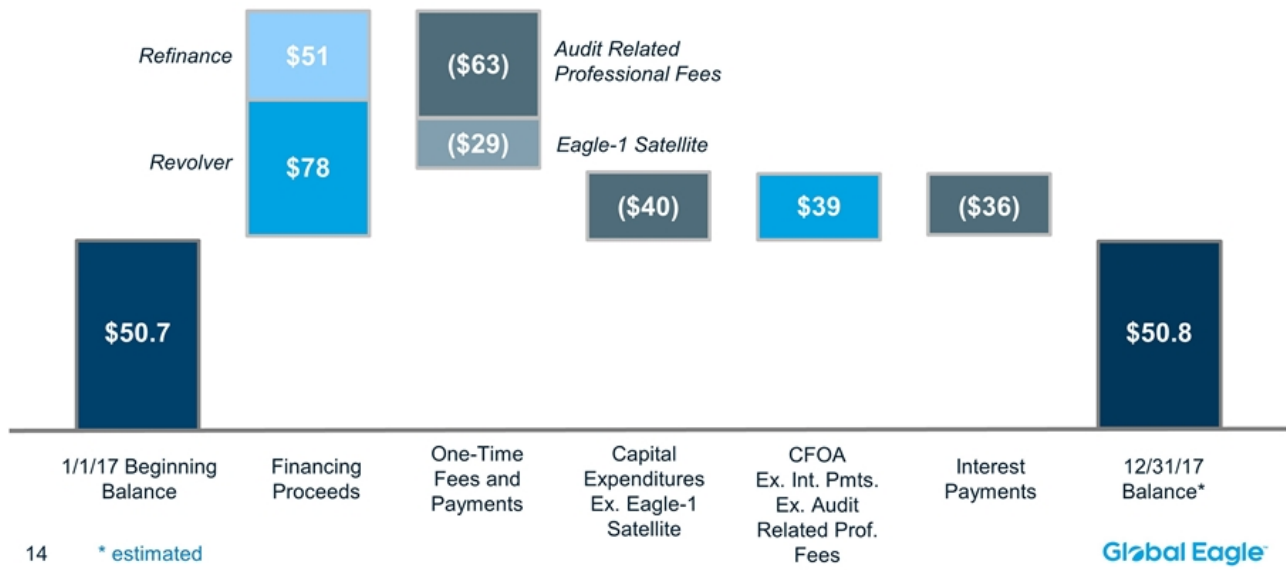 Refinance
$51
Revolver
$78
($63)
Audit Related
Professional Fees
($29)
Eagle-1 Satellite
($40)
$39
($36)
$50.7
$50.8
1/1/17 Beginning
Balance
Financing
Proceeds
One-Time
Fees and
Payments
Capital
Expenditures
Ex. Eagle-1
Satellite
CFOA
Ex. Int. Pmts.
Ex. Audit
Related Prof.
Fees
Interest
Payments
12/31/17
Balance*
14
* estimated
Global Eagle™